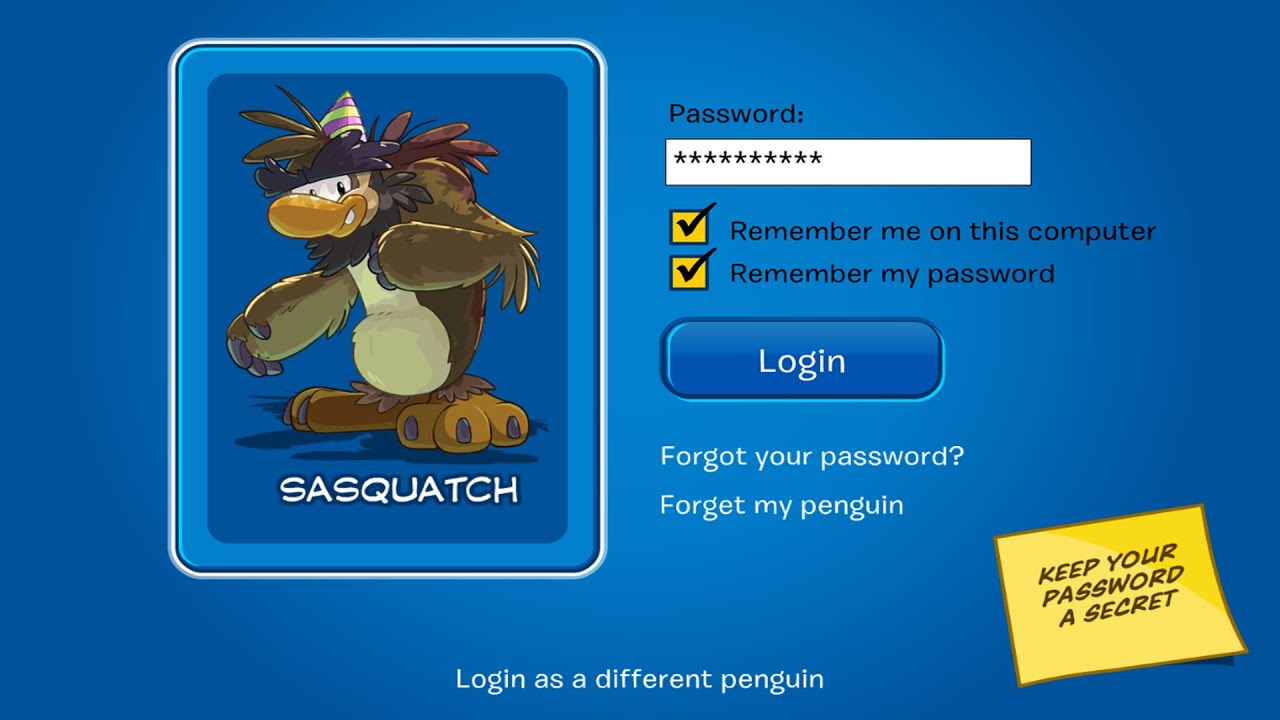 SASQUATCH
Password:
**********
Remember me on this computer
Remember my password
Login
Forgot your password?
Forget my penguin
KEEP YOUR
PASSWORD
A SECRET
Login as a different penguin